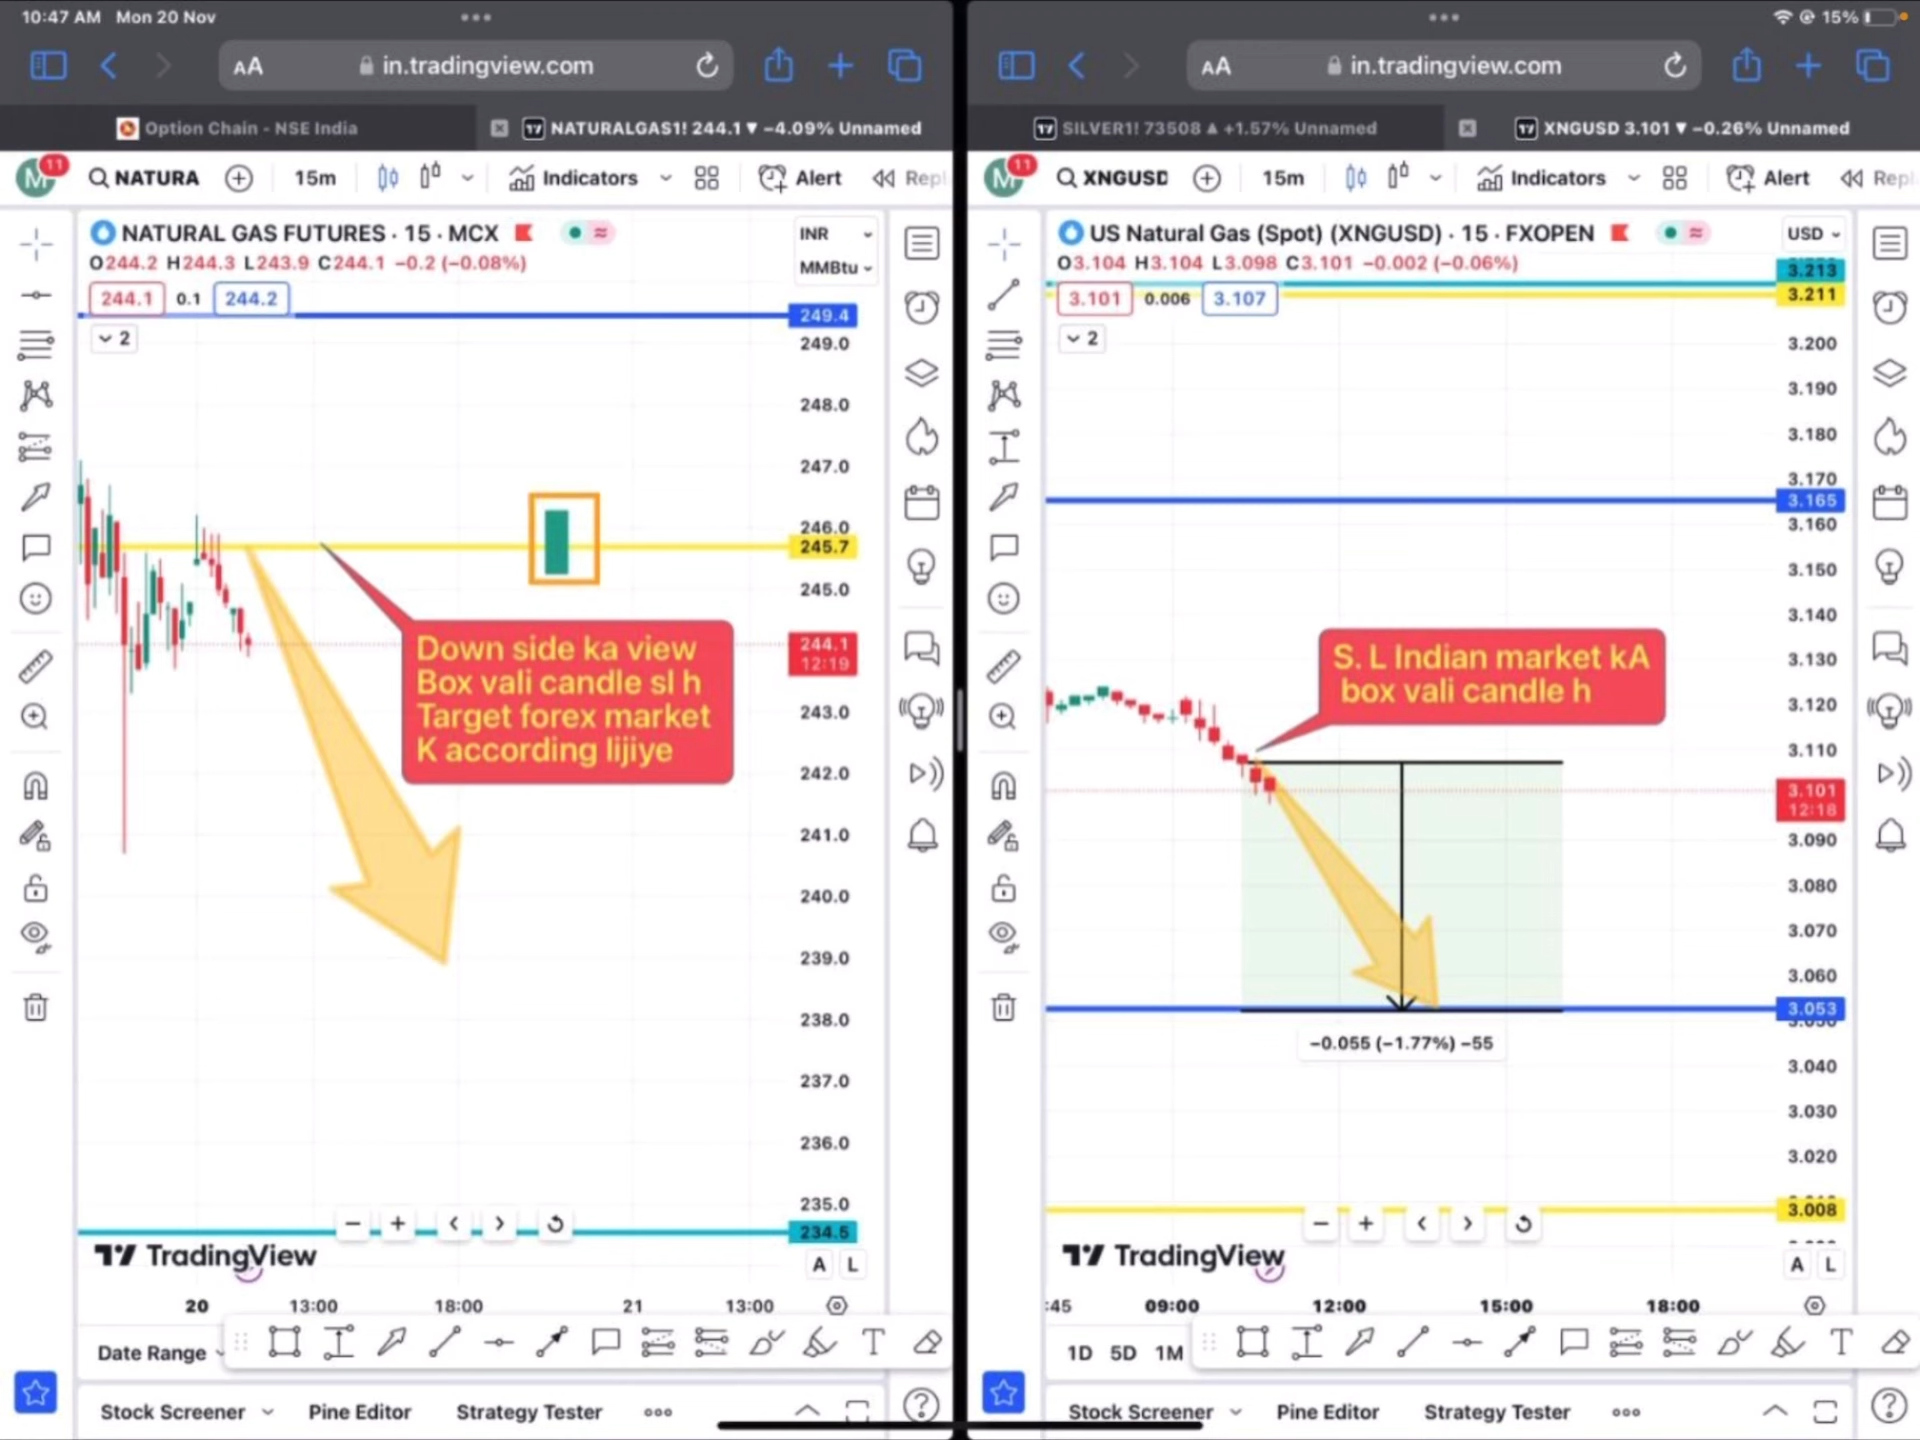 10:47 AM Mon 20 Nov
15%
AA in.tradingview.com
AA in.tradingview.com
Option Chain - NSE India
NATURALGAS1! 244.1 ▼ −4.09% Unnamed
SILVER1! 73508 ▲ +1.57% Unnamed
XNGUSD 3.101 ▼ −0.26% Unnamed
M 11
NATURA
15m
Indicators
Alert
Repl
NATURAL GAS FUTURES · 15 · MCX
INR
O244.2 H244.3 L243.9 C244.1 −0.2 (−0.08%)
MMBtu
244.1 0.1 244.2
2
249.4
249.0
248.0
247.0
246.0
245.7
245.0
244.1
12:19
243.0
242.0
241.0
240.0
239.0
238.0
237.0
236.0
235.0
234.5
Down side ka view
Box vali candle sl h
Target forex market
K according lijiye
TradingView
A L
20 13:00 18:00 21 13:00
Date Range
T
Stock Screener Pine Editor Strategy Tester
M 11
XNGUSD
15m
Indicators
Alert
Repl
US Natural Gas (Spot) (XNGUSD) · 15 · FXOPEN
USD
O3.104 H3.104 L3.098 C3.101 −0.002 (−0.06%)
3.101 0.006 3.107
2
3.213
3.211
3.200
3.190
3.180
3.170
3.165
3.160
3.150
3.140
3.130
3.120
3.110
3.101
12:18
3.090
3.080
3.070
3.060
3.053
3.040
3.030
3.020
3.008
S. L Indian market kA
box vali candle h
−0.055 (−1.77%) −55
TradingView
A L
:45 09:00 12:00 15:00 18:00
1D 5D 1M
T
Stock Screener Pine Editor Strategy Tester